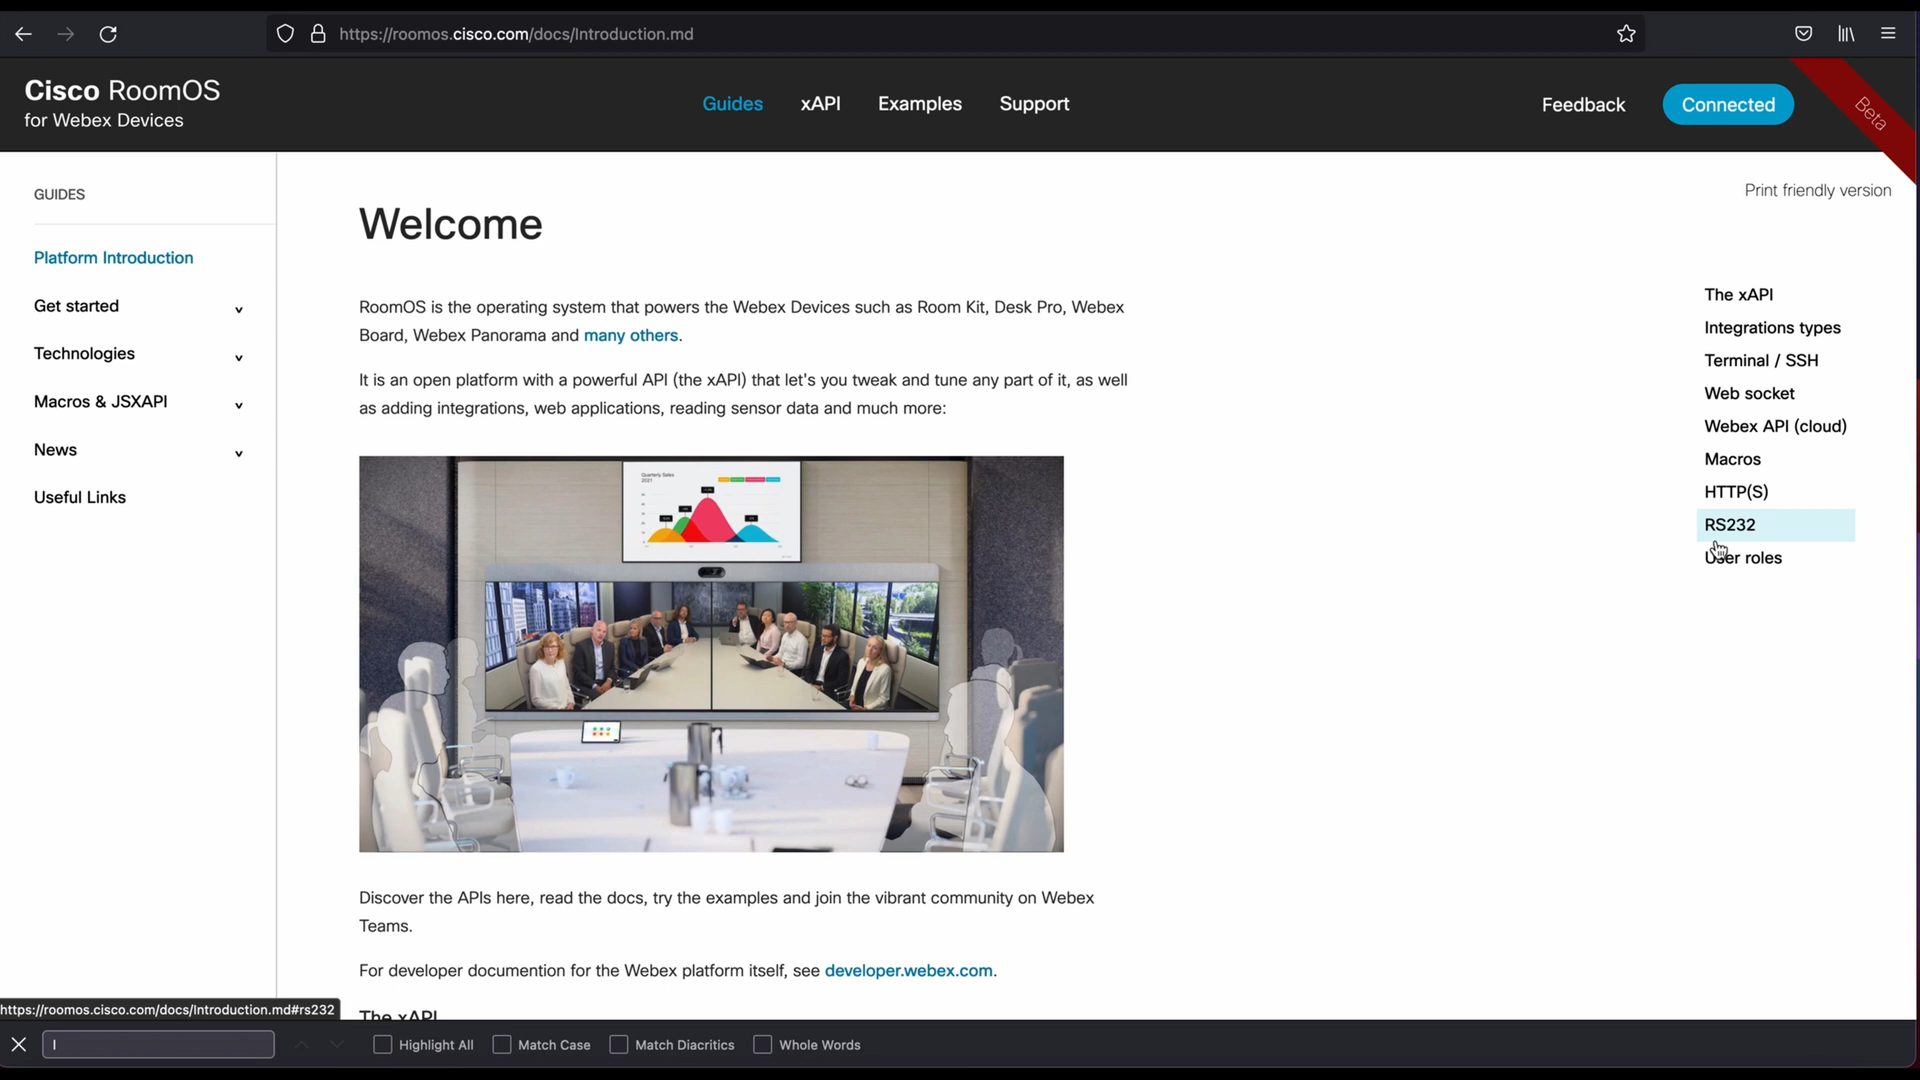 https://roomos.cisco.com/docs/Introduction.md
Cisco RoomOS
for Webex Devices
Guides
xAPI
Examples
Support
Feedback
Connected
Beta
GUIDES
Platform Introduction
Get started
Technologies
Macros & JSXAPI
News
Useful Links
Welcome
RoomOS is the operating system that powers the Webex Devices such as Room Kit, Desk Pro, Webex
Board, Webex Panorama and many others.
It is an open platform with a powerful API (the xAPI) that let's you tweak and tune any part of it, as well
as adding integrations, web applications, reading sensor data and much more:
Quarterly Sales
2021
Discover the APIs here, read the docs, try the examples and join the vibrant community on Webex
Teams.
For developer documention for the Webex platform itself, see developer.webex.com.
The xAPI
Print friendly version
The xAPI
Integrations types
Terminal / SSH
Web socket
Webex API (cloud)
Macros
HTTP(S)
RS232
User roles
https://roomos.cisco.com/docs/Introduction.md#rs232
I
Highlight All
Match Case
Match Diacritics
Whole Words